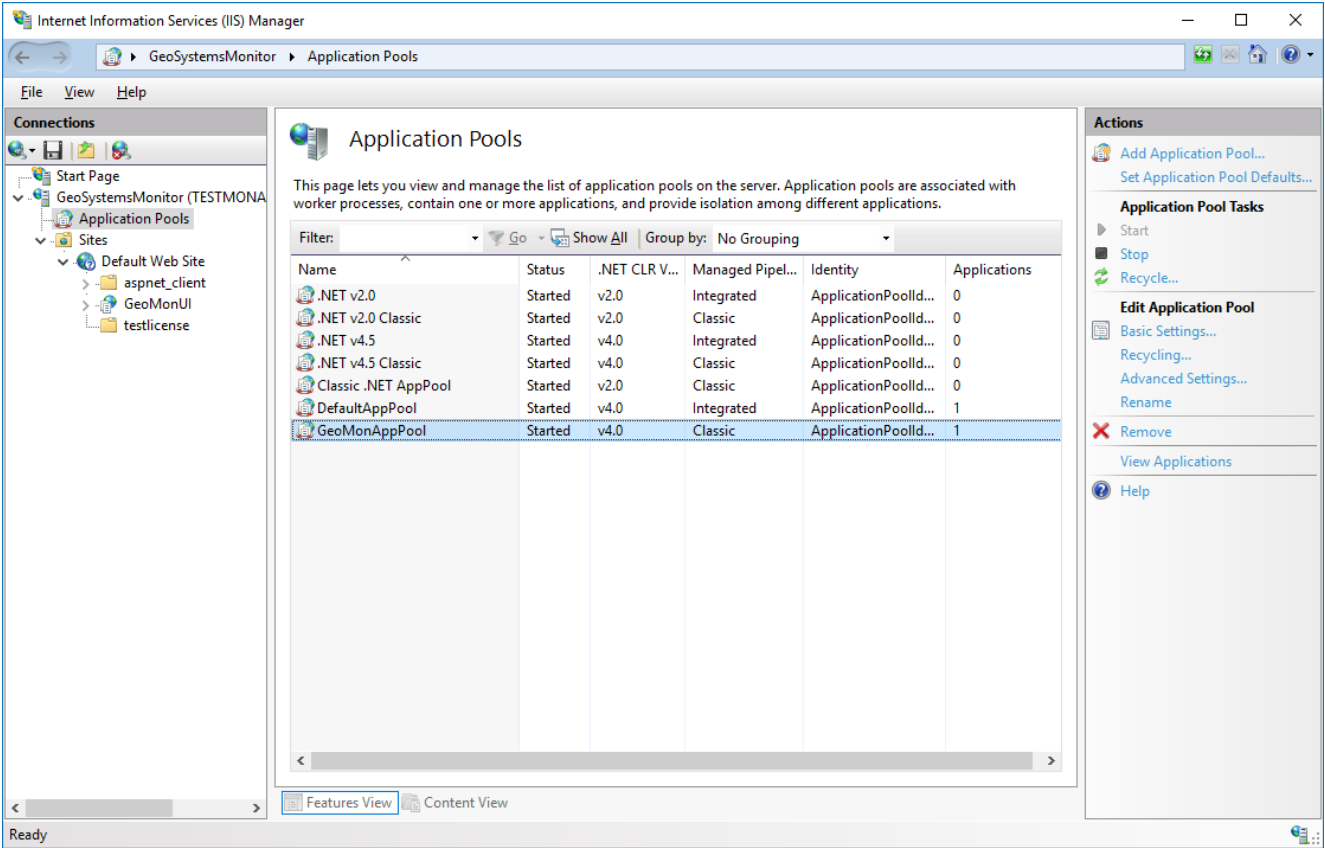 Internet Information Services (IIS) Manager
GeoSystemsMonitor Application Pools
File View Help
Connections
Start Page
GeoSystemsMonitor (TESTMONA
Application Pools
Sites
Default Web Site
aspnet_client
GeoMonUI
testlicense
Application Pools
This page lets you view and manage the list of application pools on the server. Application pools are associated with
worker processes, contain one or more applications, and provide isolation among different applications.
Filter: Go Show All Group by: No Grouping
Name Status .NET CLR V... Managed Pipel... Identity Applications
.NET v2.0 Started v2.0 Integrated ApplicationPoolId... 0
.NET v2.0 Classic Started v2.0 Classic ApplicationPoolId... 0
.NET v4.5 Started v4.0 Integrated ApplicationPoolId... 0
.NET v4.5 Classic Started v4.0 Classic ApplicationPoolId... 0
Classic .NET AppPool Started v2.0 Classic ApplicationPoolId... 0
DefaultAppPool Started v4.0 Integrated ApplicationPoolId... 1
GeoMonAppPool Started v4.0 Classic ApplicationPoolId... 1
Features View Content View
Actions
Add Application Pool...
Set Application Pool Defaults...
Application Pool Tasks
Start
Stop
Recycle...
Edit Application Pool
Basic Settings...
Recycling...
Advanced Settings...
Rename
Remove
View Applications
Help
Ready